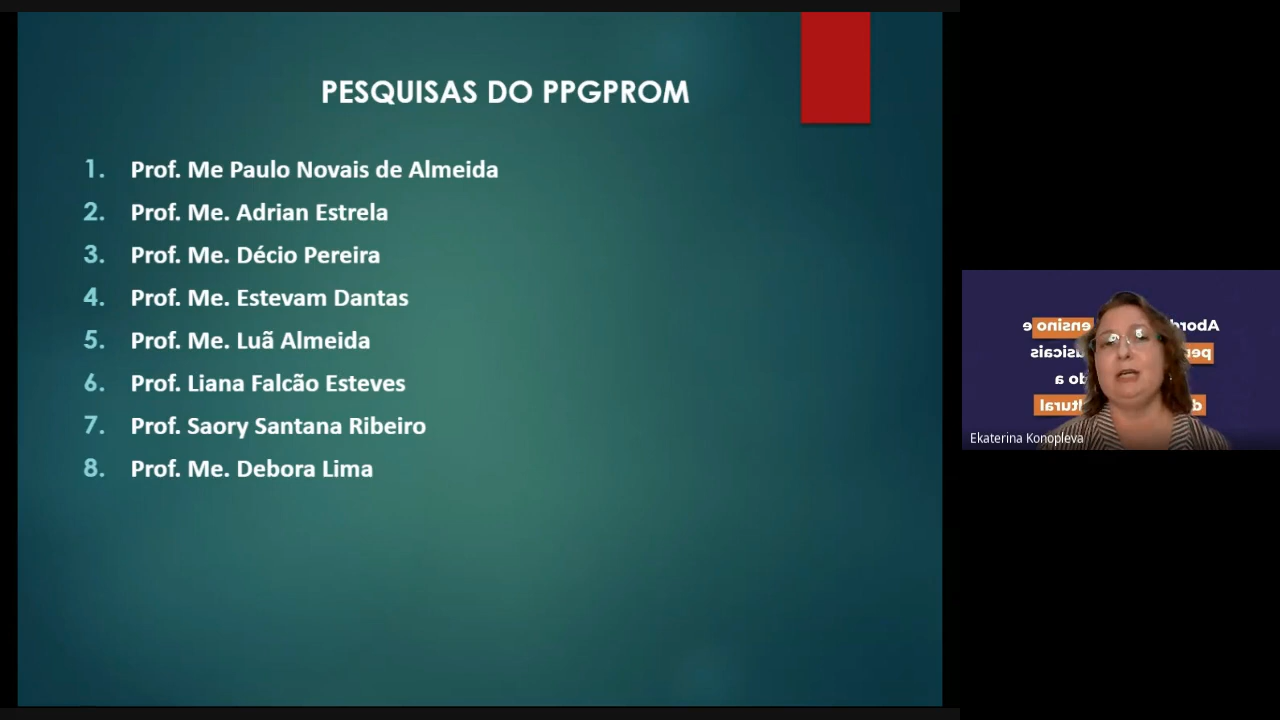 PESQUISAS DO PPGPROM
1. Prof. Me Paulo Novais de Almeida
2. Prof. Me. Adrian Estrela
3. Prof. Me. Décio Pereira
4. Prof. Me. Estevam Dantas
5. Prof. Me. Luã Almeida
6. Prof. Liana Falcão Esteves
7. Prof. Saory Santana Ribeiro
8. Prof. Me. Debora Lima
ensino e
Ekaterina Konopleva